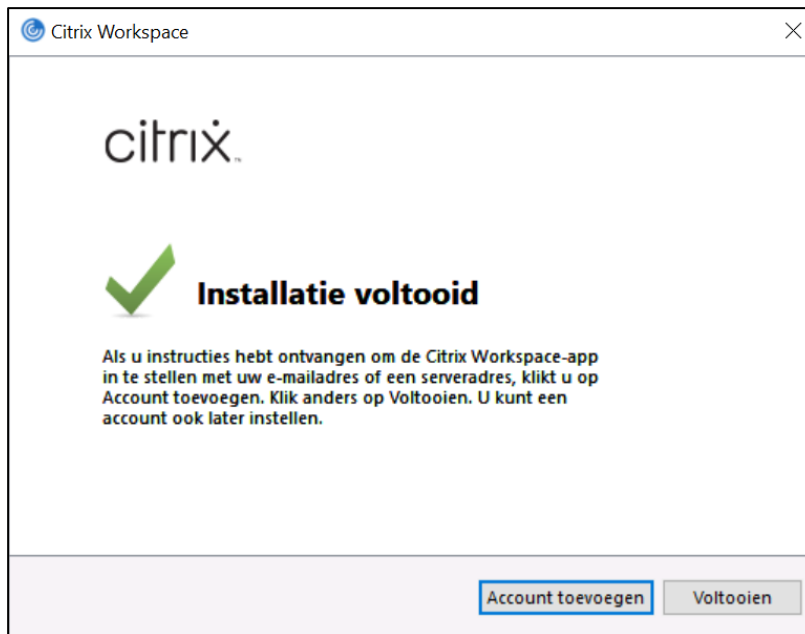 Citrix Workspace
citrix™
Installatie voltooid
Als u instructies hebt ontvangen om de Citrix Workspace-app
in te stellen met uw e-mailadres of een serveradres, klikt u op
Account toevoegen. Klik anders op Voltooien. U kunt een
account ook later instellen.
Account toevoegen Voltooien